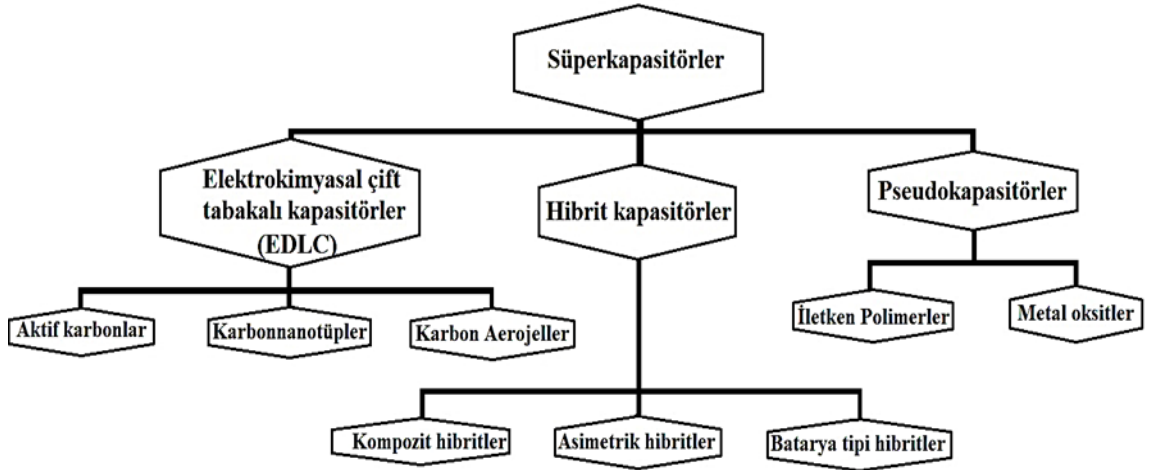 Süperkapasitörler
Elektrokimyasal çift
tabakalı kapasitörler
(EDLC)
Hibrit kapasitörler
Pseudokapasitörler
Aktif karbonlar
Karbonnanotüpler
Karbon Aerojeller
İletken Polimerler
Metal oksitler
Kompozit hibritler
Asimetrik hibritler
Batarya tipi hibritler